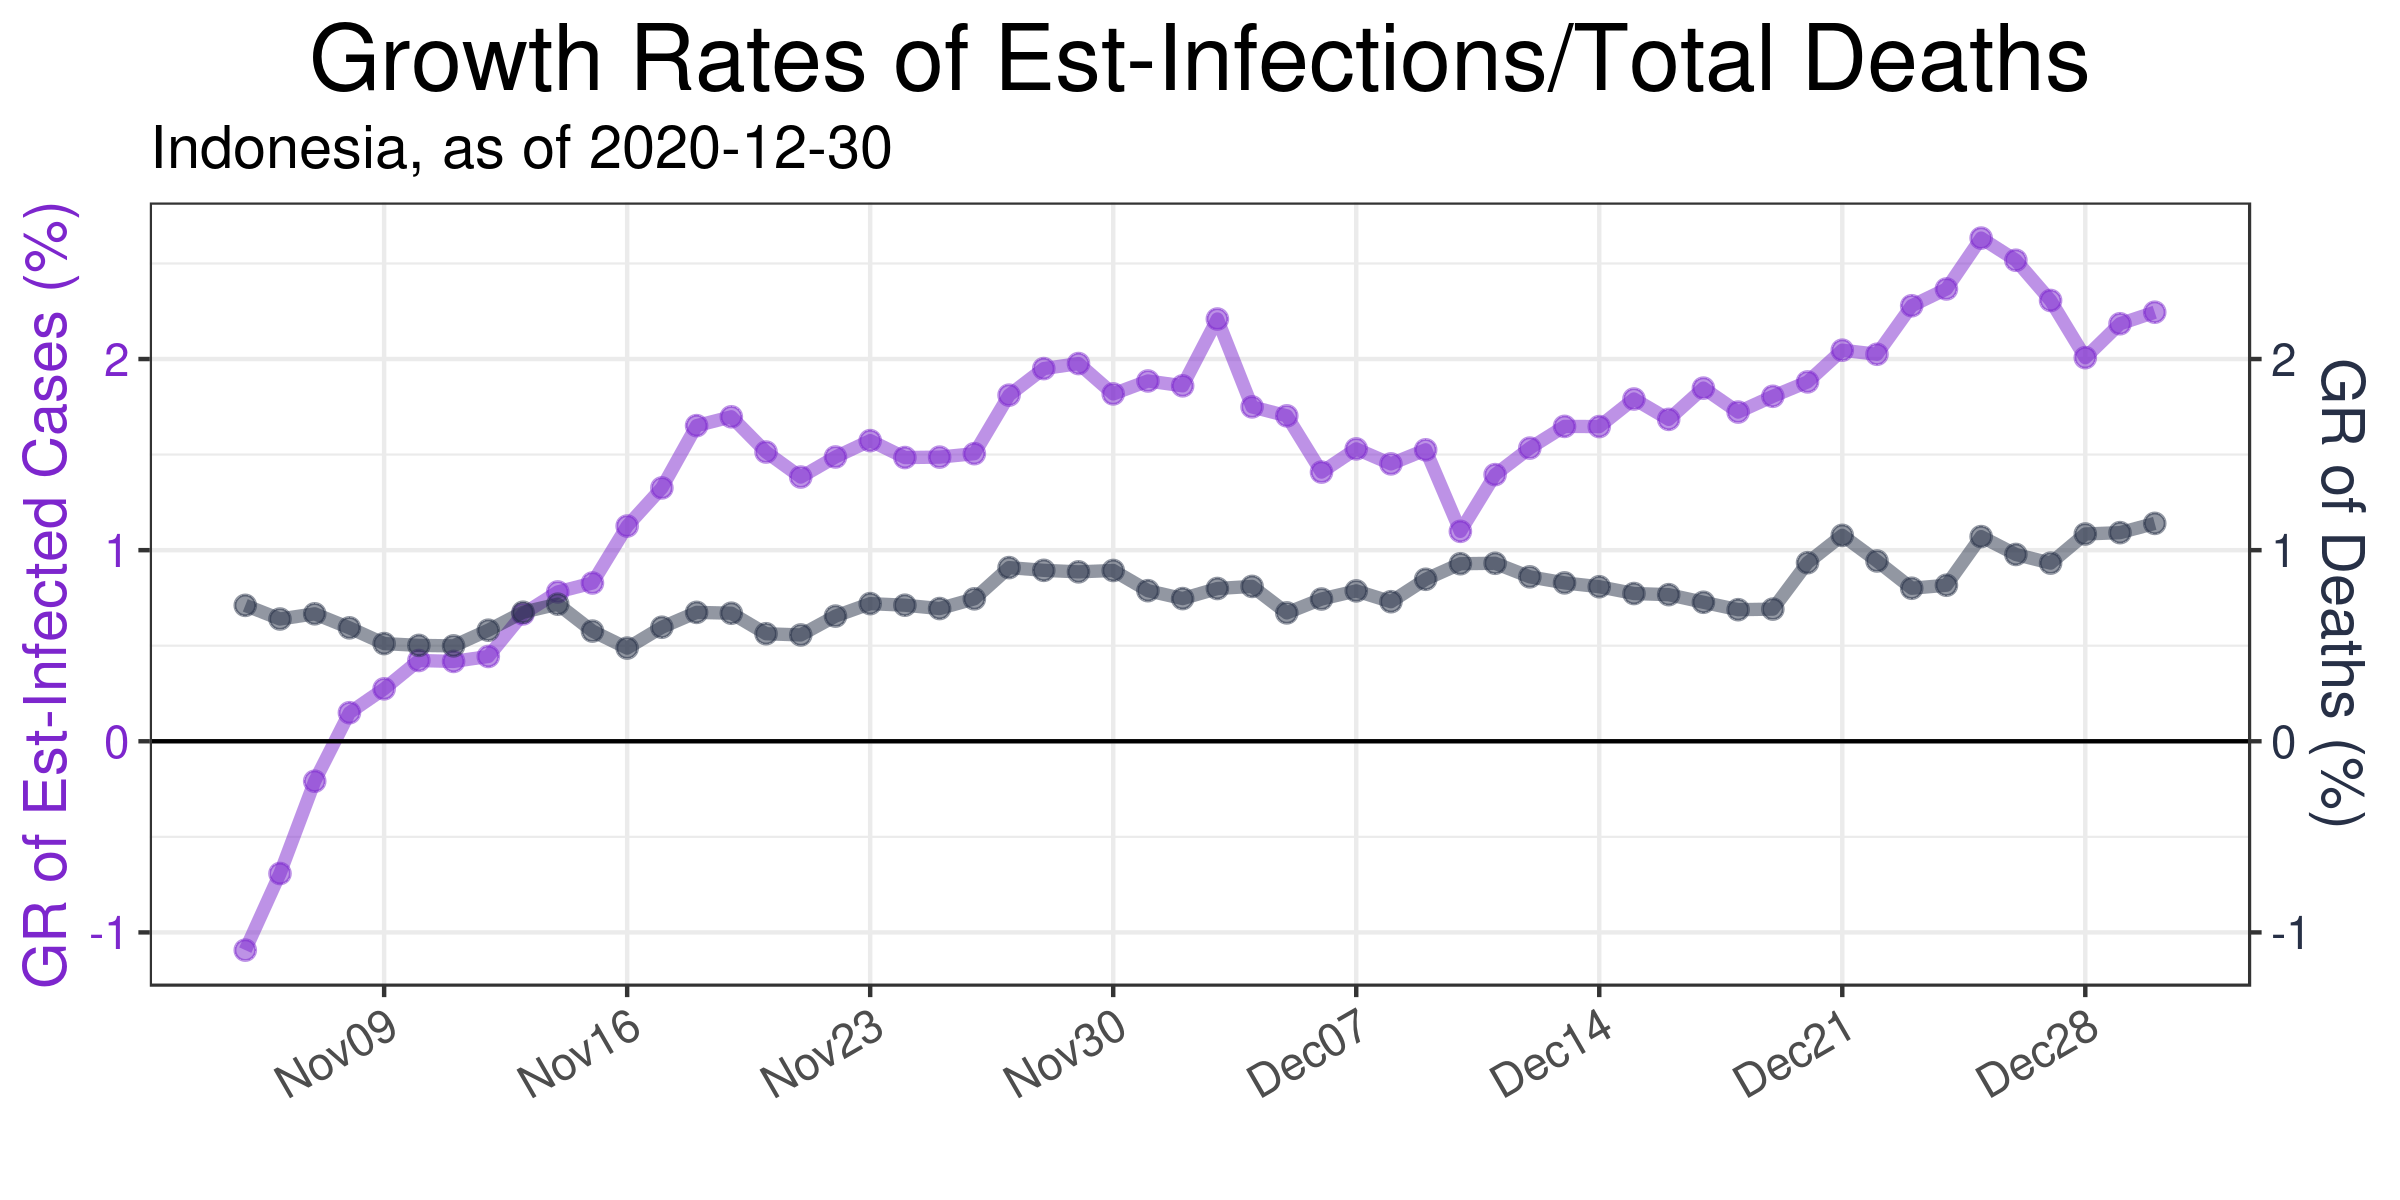 Growth Rates of Est-Infections/Total Deaths
Indonesia, as of 2020-12-30
GR of Est-Infected Cases (%)
2
1
0
-1
2
1
0
-1
GR of Deaths (%)
Nov09
Nov16
Nov23
Nov30
Dec07
Dec14
Dec21
Dec28